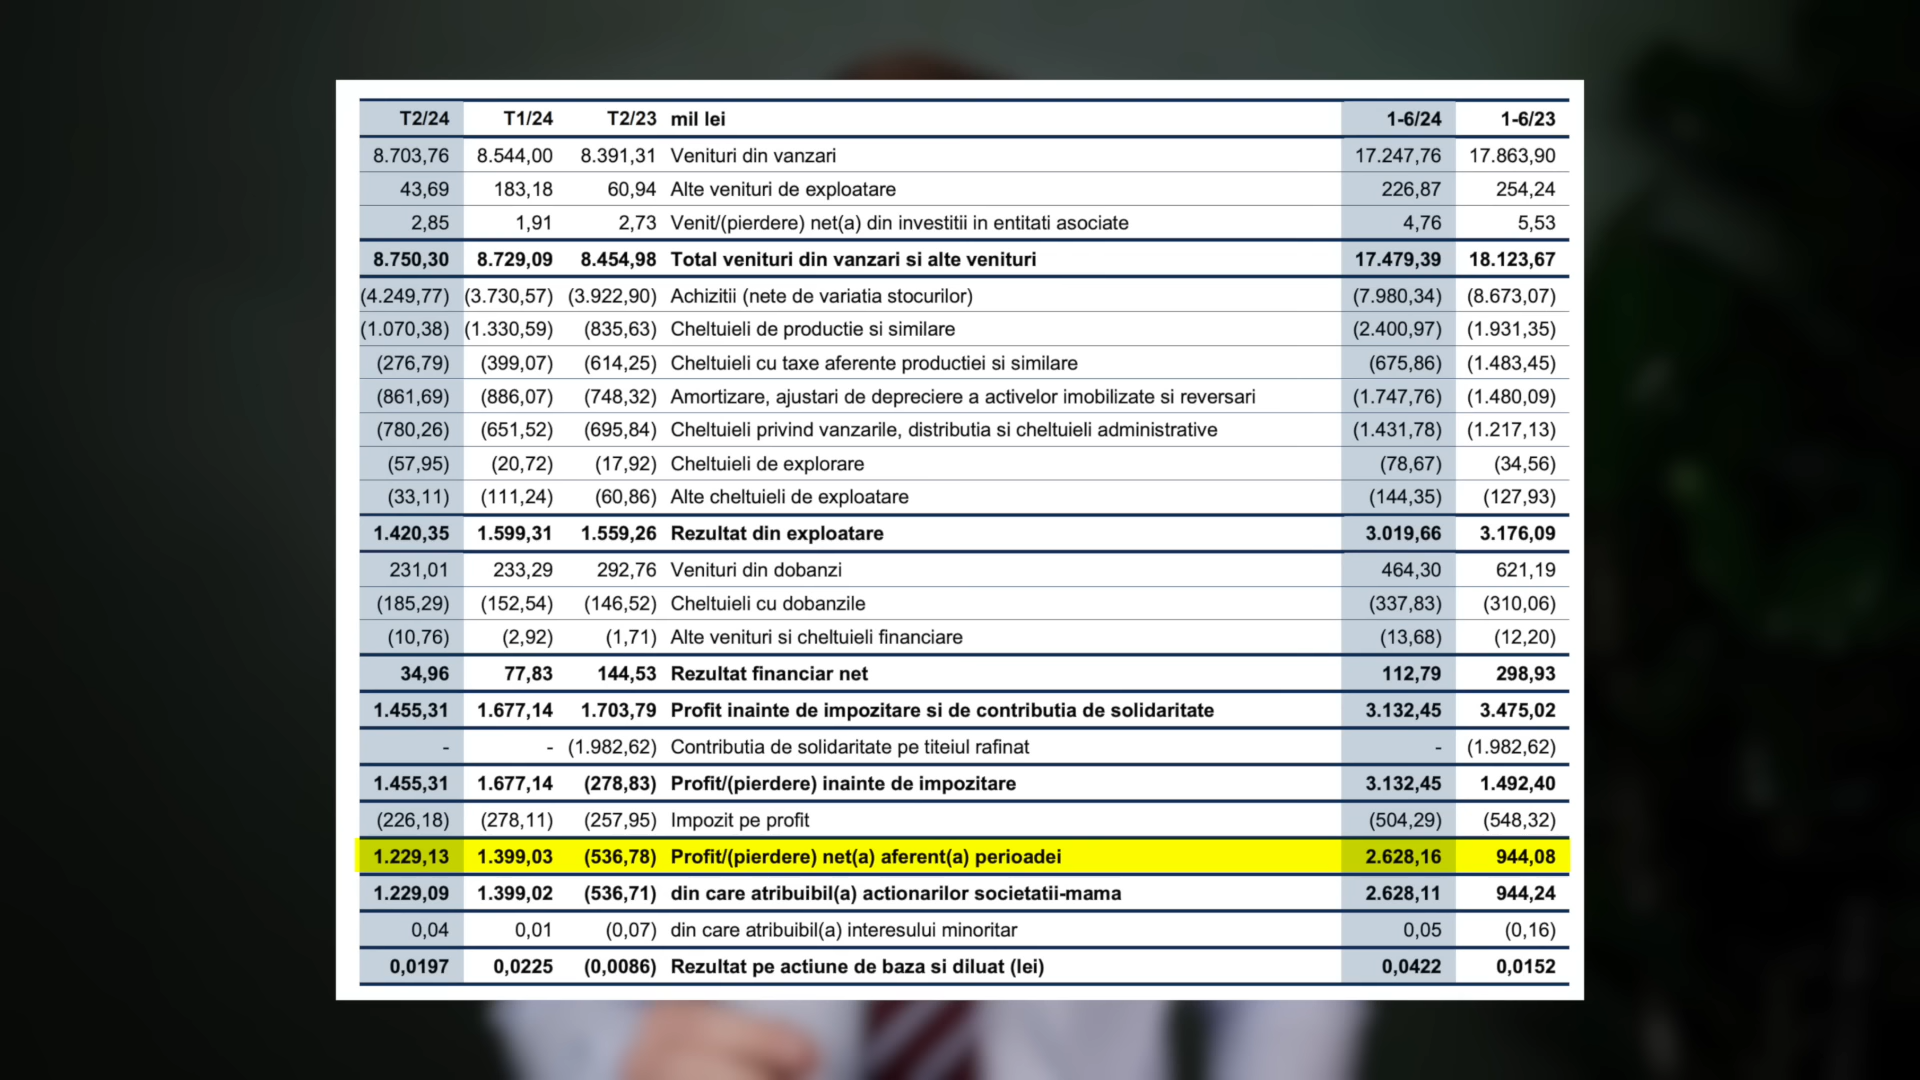 T2/24 T1/24 T2/23 mil lei 1-6/24 1-6/23
8.703,76 8.544,00 8.391,31 Venituri din vanzari 17.247,76 17.863,90
43,69 183,18 60,94 Alte venituri de exploatare 226,87 254,24
2,85 1,91 2,73 Venit/(pierdere) net(a) din investitii in entitati asociate 4,76 5,53
8.750,30 8.729,09 8.454,98 Total venituri din vanzari si alte venituri 17.479,39 18.123,67
(4.249,77) (3.730,57) (3.922,90) Achizitii (nete de variatia stocurilor) (7.980,34) (8.673,07)
(1.070,38) (1.330,59) (835,63) Cheltuieli de productie si similare (2.400,97) (1.931,35)
(276,79) (399,07) (614,25) Cheltuieli cu taxe aferente productiei si similare (675,86) (1.483,45)
(861,69) (886,07) (748,32) Amortizare, ajustari de depreciere a activelor imobilizate si reversari (1.747,76) (1.480,09)
(780,26) (651,52) (695,84) Cheltuieli privind vanzarile, distributia si cheltuieli administrative (1.431,78) (1.217,13)
(57,95) (20,72) (17,92) Cheltuieli de explorare (78,67) (34,56)
(33,11) (111,24) (60,86) Alte cheltuieli de exploatare (144,35) (127,93)
1.420,35 1.599,31 1.559,26 Rezultat din exploatare 3.019,66 3.176,09
231,01 233,29 292,76 Venituri din dobanzi 464,30 621,19
(185,29) (152,54) (146,52) Cheltuieli cu dobanzile (337,83) (310,06)
(10,76) (2,92) (1,71) Alte venituri si cheltuieli financiare (13,68) (12,20)
34,96 77,83 144,53 Rezultat financiar net 112,79 298,93
1.455,31 1.677,14 1.703,79 Profit inainte de impozitare si de contributia de solidaritate 3.132,45 3.475,02
- - (1.982,62) Contributia de solidaritate pe titeiul rafinat - (1.982,62)
1.455,31 1.677,14 (278,83) Profit/(pierdere) inainte de impozitare 3.132,45 1.492,40
(226,18) (278,11) (257,95) Impozit pe profit (504,29) (548,32)
1.229,13 1.399,03 (536,78) Profit/(pierdere) net(a) aferent(a) perioadei 2.628,16 944,08
1.229,09 1.399,02 (536,71) din care atribuibil(a) actionarilor societatii-mama 2.628,11 944,24
0,04 0,01 (0,07) din care atribuibil(a) interesului minoritar 0,05 (0,16)
0,0197 0,0225 (0,0086) Rezultat pe actiune de baza si diluat (lei) 0,0422 0,0152